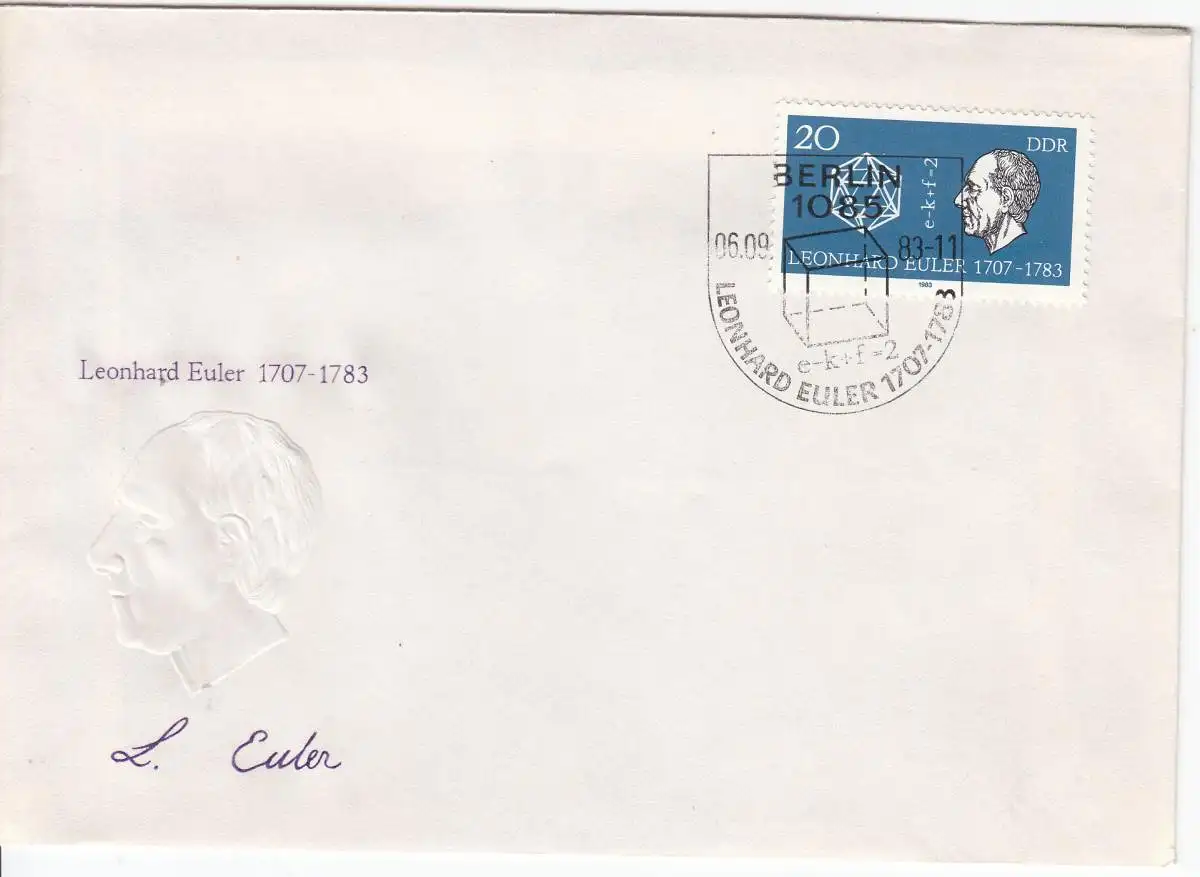 20 DDR
e-k+f=2
LEONHARD EULER 1707-1783
1983
BERLIN
1085
06.09. 83-11
e-k+f=2
LEONHARD EULER 1707-1783
Leonhard Euler 1707-1783
L. Euler